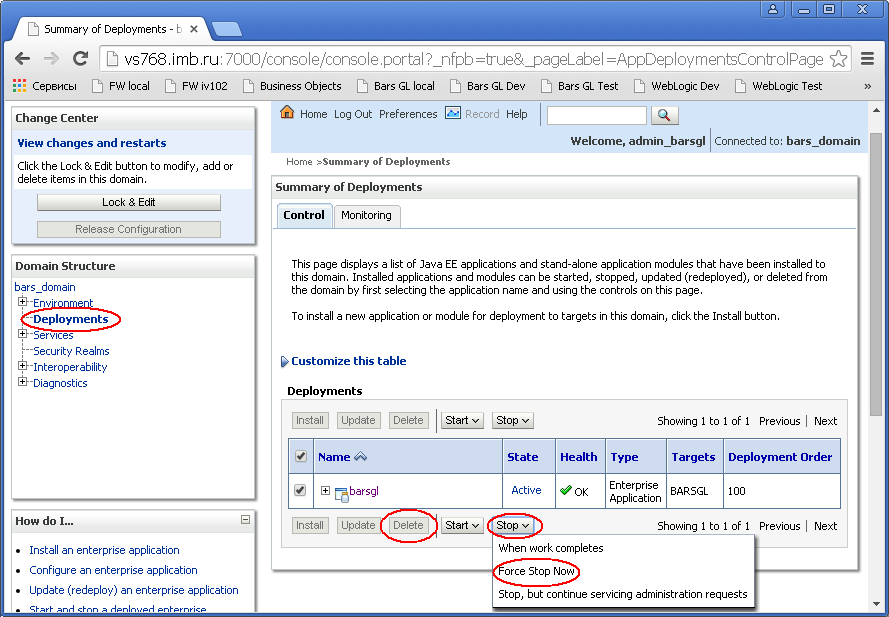 Summary of Deployments - b
vs768.imb.ru:7000/console/console.portal?_nfpb=true&_pageLabel=AppDeploymentsControlPage
Сервисы FW local FW iv102 Business Objects Bars GL local Bars GL Dev Bars GL Test WebLogic Dev WebLogic Test »
Change Center
View changes and restarts
Click the Lock & Edit button to modify, add or
delete items in this domain.
Lock & Edit
Release Configuration
Domain Structure
bars_domain
Environment
Deployments
Services
Security Realms
Interoperability
Diagnostics
How do I...
Install an enterprise application
Configure an enterprise application
Update (redeploy) an enterprise application
Start and stop a deployed enterprise
Home Log Out Preferences Record Help
Welcome, admin_barsgl Connected to: bars_domain
Home >Summary of Deployments
Summary of Deployments
Control Monitoring
This page displays a list of Java EE applications and stand-alone application modules that have been installed to
this domain. Installed applications and modules can be started, stopped, updated (redeployed), or deleted from
the domain by first selecting the application name and using the controls on this page.
To install a new application or module for deployment to targets in this domain, click the Install button.
Customize this table
Deployments
Install Update Delete Start Stop Showing 1 to 1 of 1 Previous | Next
Name State Health Type Targets Deployment Order
barsgl Active OK Enterprise
Application BARSGL 100
Install Update Delete Start Stop Showing 1 to 1 of 1 Previous | Next
When work completes
Force Stop Now
Stop, but continue servicing administration requests